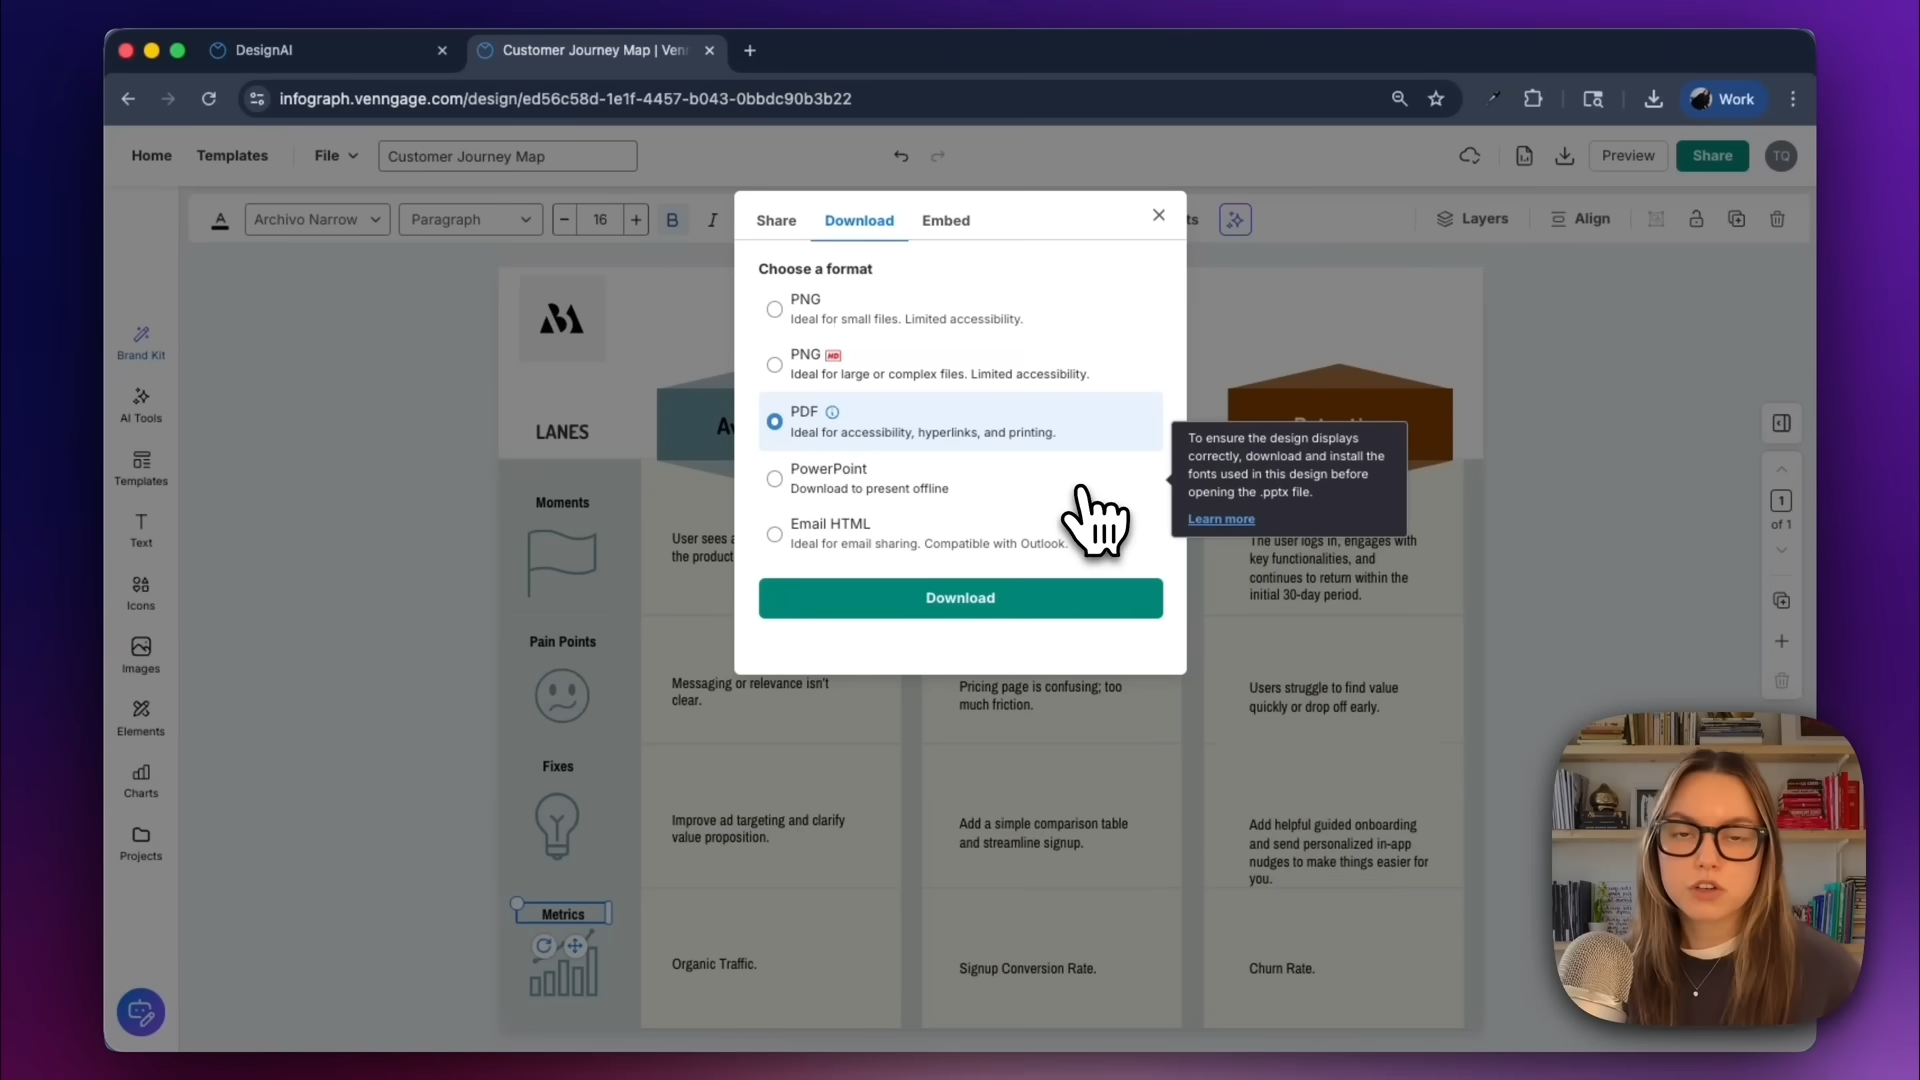 DesignAI
Customer Journey Map | Ven
infograph.venngage.com/design/ed56c58d-1e1f-4457-b043-0bbdc90b3b22
Work
Home
Templates
File
Customer Journey Map
Preview
Share
TQ
Archivo Narrow
Paragraph
16
B
I
Layers
Align
Share
Download
Embed
Choose a format
PNG
Ideal for small files. Limited accessibility.
PNG HD
Ideal for large or complex files. Limited accessibility.
PDF
Ideal for accessibility, hyperlinks, and printing.
PowerPoint
Download to present offline
Email HTML
Ideal for email sharing. Compatible with Outlook.
Download
To ensure the design displays
correctly, download and install the
fonts used in this design before
opening the .pptx file.
Learn more
Brand Kit
AI Tools
Templates
Text
Icons
Images
Elements
Charts
Projects
1
of 1
LANES
Moments
User sees a
the product
The user logs in, engages with
key functionalities, and
continues to return within the
initial 30-day period.
Pain Points
Messaging or relevance isn't
clear.
Pricing page is confusing; too
much friction.
Users struggle to find value
quickly or drop off early.
Fixes
Improve ad targeting and clarify
value proposition.
Add a simple comparison table
and streamline signup.
Add helpful guided onboarding
and send personalized in-app
nudges to make things easier for
you.
Metrics
Organic Traffic.
Signup Conversion Rate.
Churn Rate.